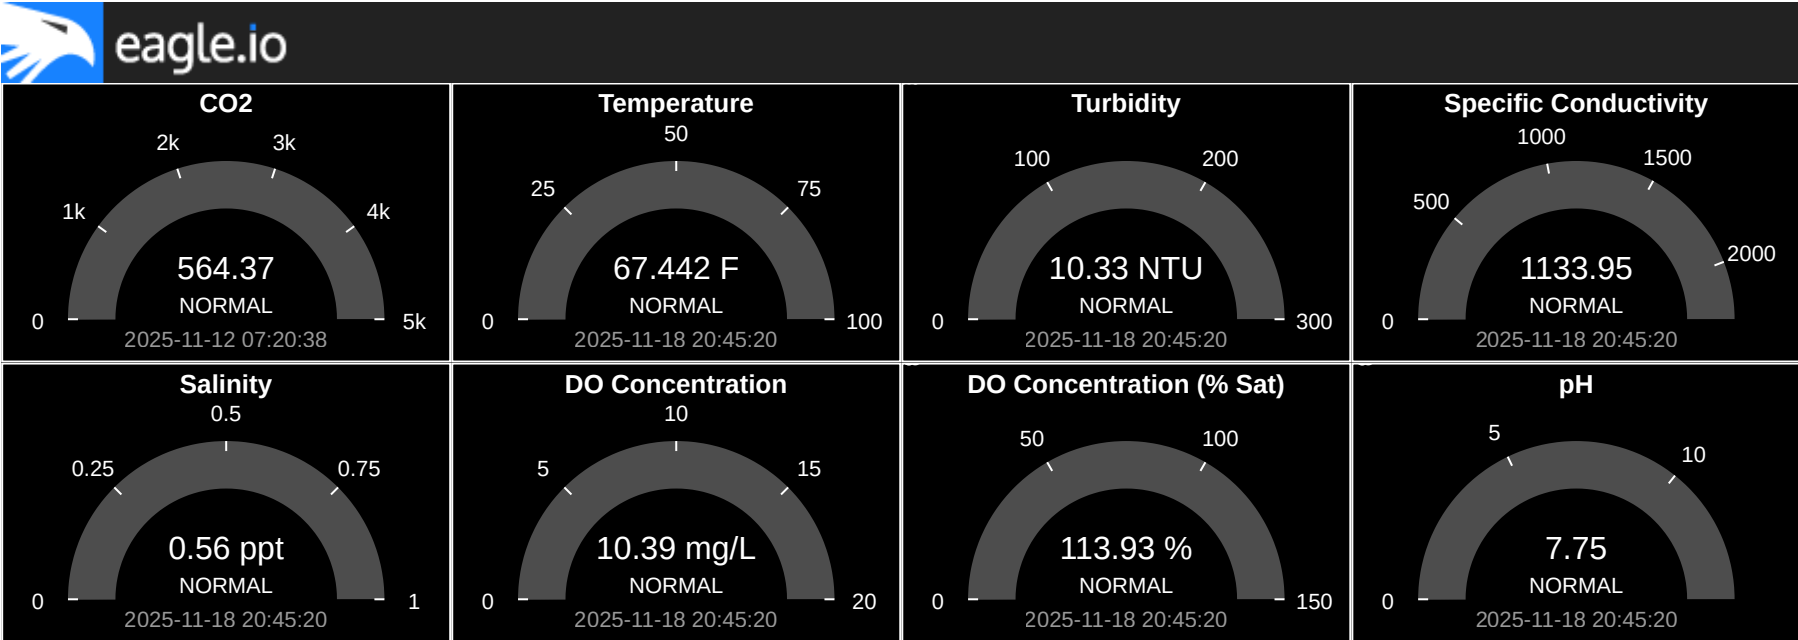 eagle.io
CO2
2k
3k
1k
4k
564.37
NORMAL
0
5k
2025-11-12 07:20:38
Temperature
50
25
75
67.442 F
NORMAL
0
100
2025-11-18 20:45:20
Turbidity
100
200
10.33 NTU
NORMAL
0
300
2025-11-18 20:45:20
Specific Conductivity
1000
1500
500
2000
1133.95
NORMAL
0
2025-11-18 20:45:20
Salinity
0.5
0.25
0.75
0.56 ppt
NORMAL
0
1
2025-11-18 20:45:20
DO Concentration
10
5
15
10.39 mg/L
NORMAL
0
20
2025-11-18 20:45:20
DO Concentration (% Sat)
50
100
113.93 %
NORMAL
0
150
2025-11-18 20:45:20
pH
5
10
7.75
NORMAL
0
2025-11-18 20:45:20